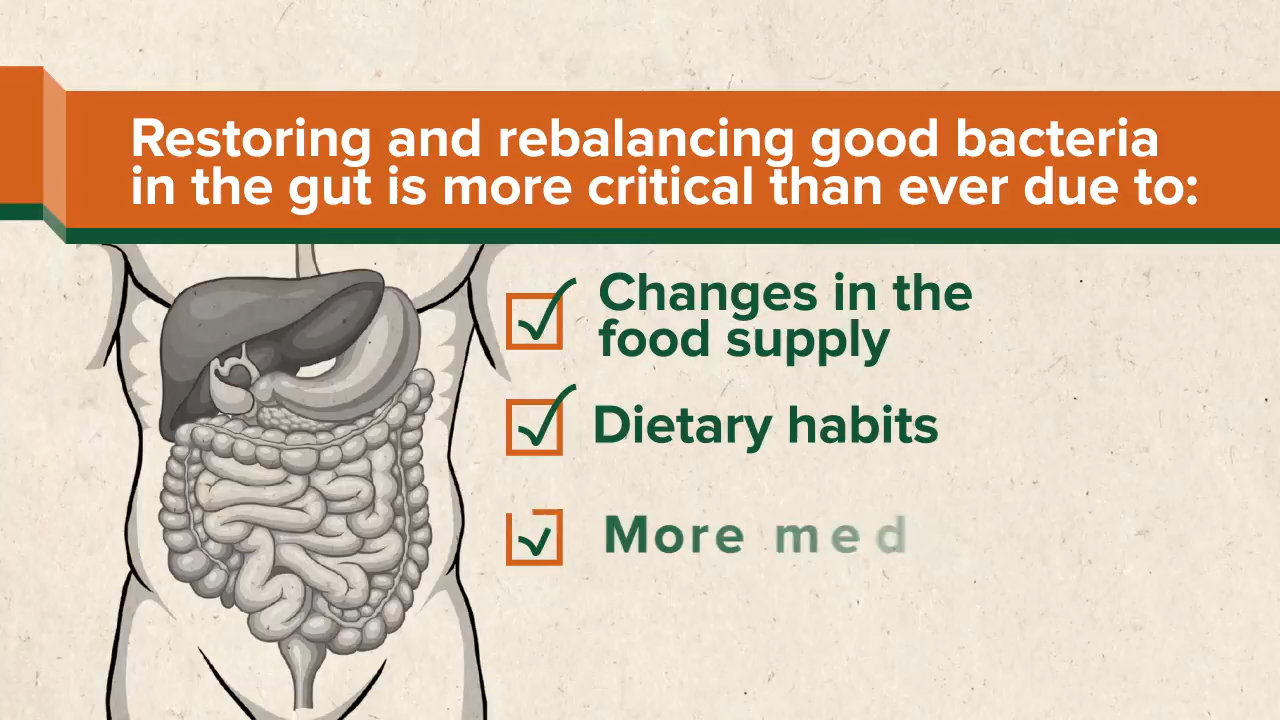 Restoring and rebalancing good bacteria
in the gut is more critical than ever due to:
Changes in the
food supply
Dietary habits
More med